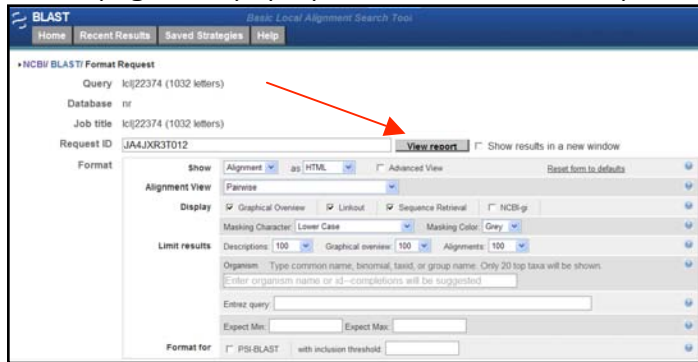 BLAST Basic Local Alignment Search Tool
Home Recent Results Saved Strategies Help
NCBI/ BLAST/ Format Request
Query lcl|22374 (1032 letters)
Database nr
Job title lcl|22374 (1032 letters)
Request ID JA4JXR3T012 View report Show results in a new window
Format Show Alignment as HTML Advanced View Reset form to defaults
Alignment View Pairwise
Display Graphical Overview Linkout Sequence Retrieval NCBI-gi
Masking Character: Lower Case Masking Color: Grey
Limit results Descriptions: 100 Graphical overview: 100 Alignments: 100
Organism Type common name, binomial, taxid, or group name. Only 20 top taxa will be shown.
Enter organism name or id--completions will be suggested
Entrez query:
Expect Min: Expect Max:
Format for PSI-BLAST with inclusion threshold: